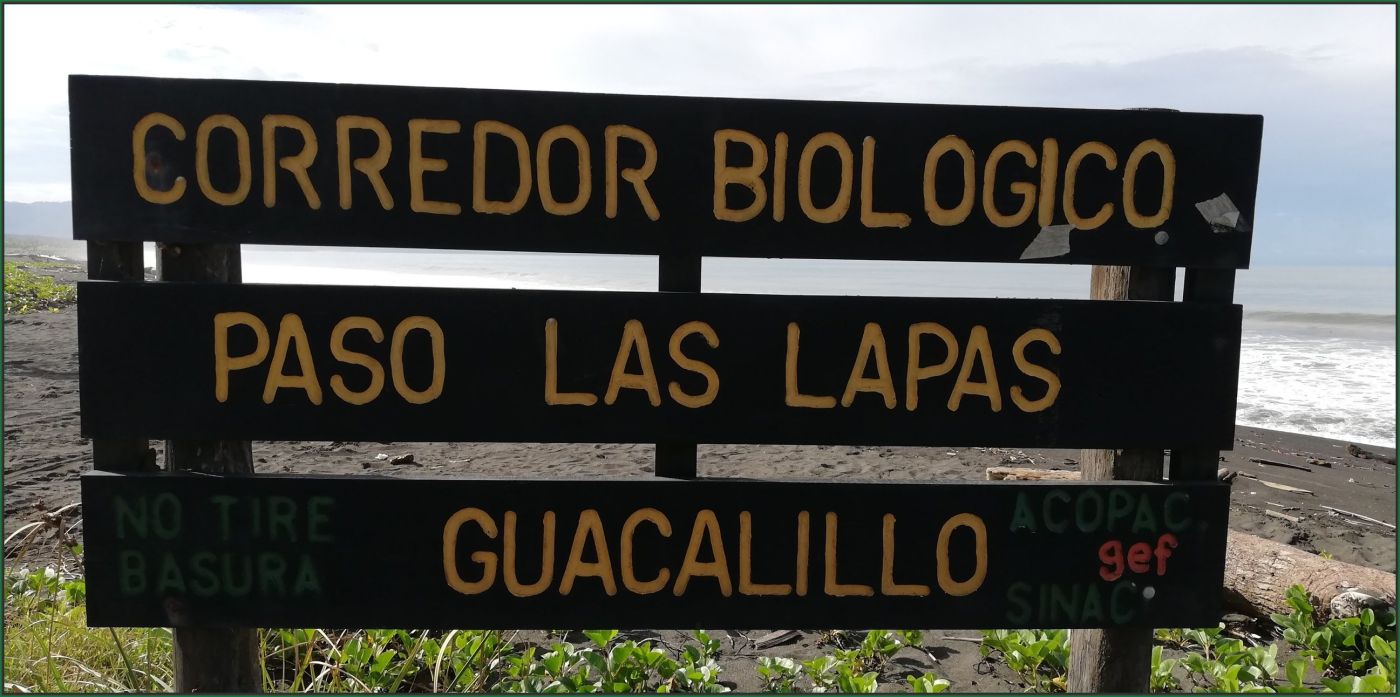 CORREDOR BIOLOGICO
PASO LAS LAPAS
NO TIRE
BASURA
GUACALILLO
ACOPAC
gef
SINAC